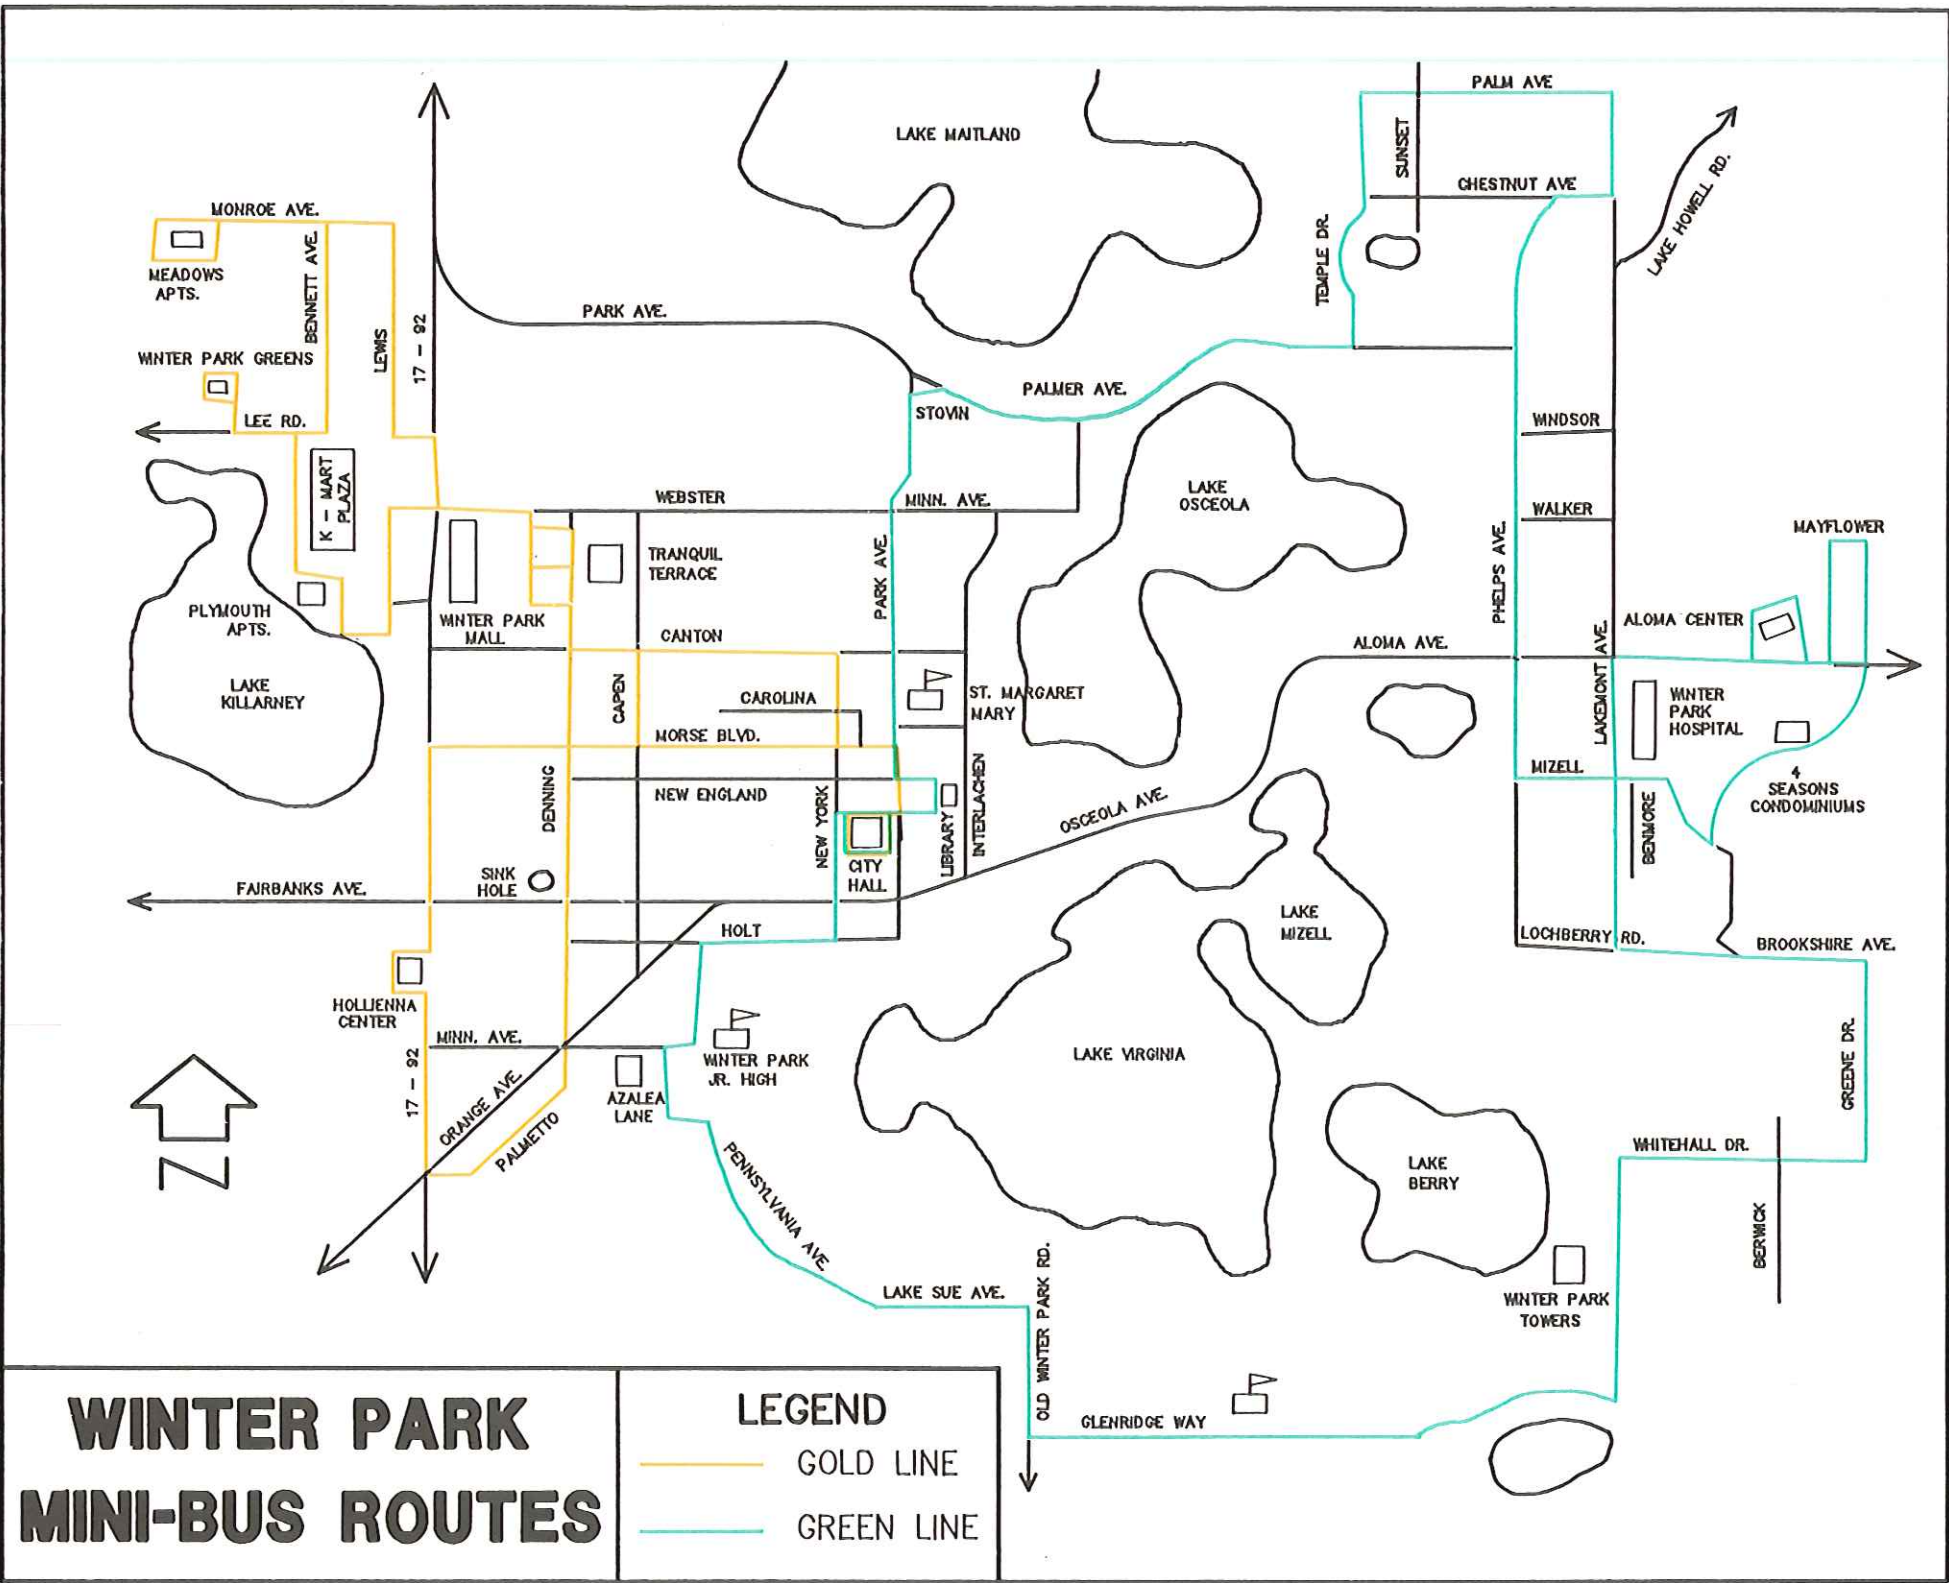 PALM AVE
SUNSET
LAKE MAITLAND
CHESTNUT AVE
LAKE HOWELL RD.
MONROE AVE.
BENNETT AVE.
MEADOWS
APTS.
TEMPLE DR.
PARK AVE.
LEWIS
17 - 92
WINTER PARK GREENS
PALMER AVE.
STOVIN
LEE RD.
WINDSOR
K - MART
PLAZA
WEBSTER
MINN. AVE.
LAKE
OSCEOLA
WALKER
MAYFLOWER
TRANQUIL
TERRACE
PARK AVE.
PHELPS AVE.
PLYMOUTH
APTS.
WINTER PARK
MALL
CANTON
ALOMA CENTER
ALOMA AVE.
LAKEMONT AVE.
LAKE
KILLARNEY
CAPEN
CAROLINA
ST. MARGARET
MARY
WINTER
PARK
HOSPITAL
MORSE BLVD.
MIZELL
4
SEASONS
CONDOMINIUMS
DENNING
NEW ENGLAND
NEW YORK
LIBRARY
INTERLACHEN
OSCEOLA AVE.
BENMORE
CITY
HALL
SINK
HOLE
FAIRBANKS AVE.
HOLT
LAKE
MIZELL
LOCHBERRY RD.
BROOKSHIRE AVE.
HOLLIENNA
CENTER
MINN. AVE.
17 - 92
ORANGE AVE.
PALMETTO
AZALEA
LANE
WINTER PARK
JR. HIGH
LAKE VIRGINIA
GREENE DR.
PENNSYLVANIA AVE.
WHITEHALL DR.
LAKE
BERRY
BERWICK
N
LAKE SUE AVE.
OLD WINTER PARK RD.
WINTER PARK
TOWERS
GLENRIDGE WAY
WINTER PARK
MINI-BUS ROUTES
LEGEND
GOLD LINE
GREEN LINE